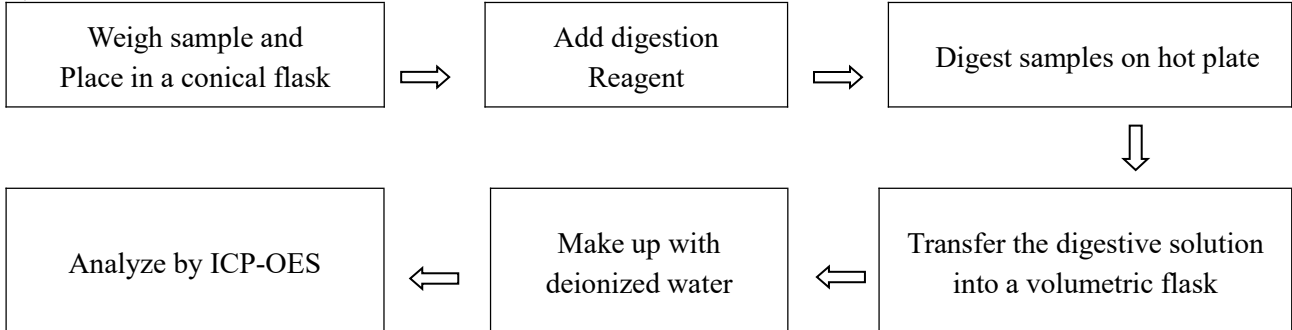 Weigh sample and
Place in a conical flask
Add digestion
Reagent
Digest samples on hot plate
Transfer the digestive solution
into a volumetric flask
Make up with
deionized water
Analyze by ICP-OES